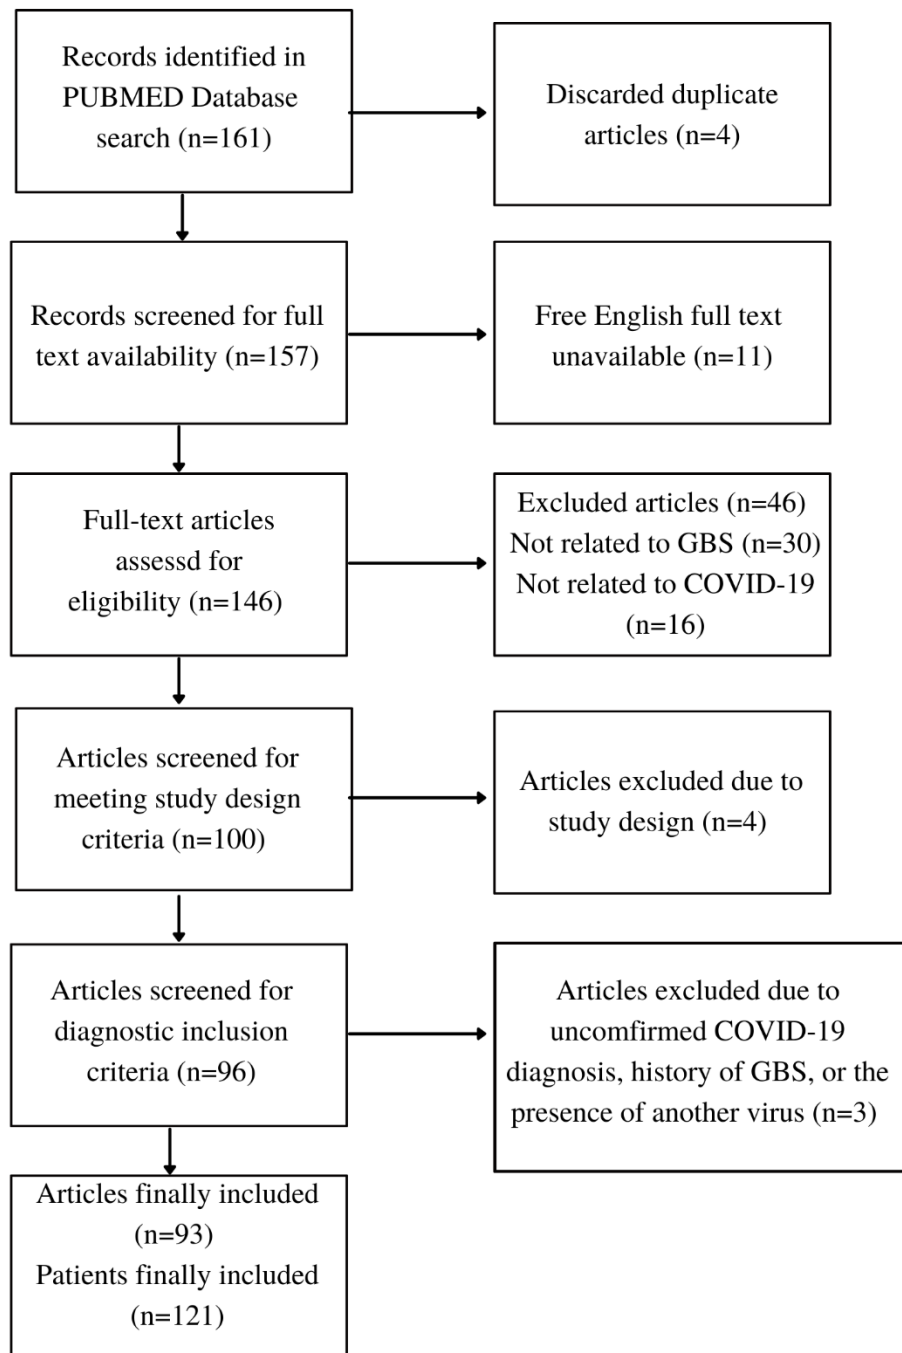 Records identified in
PUBMED Database
search (n=161)
Discarded duplicate
articles (n=4)
Records screened for full
text availability (n=157)
Free English full text
unavailable (n=11)
Full-text articles
assessd for
eligibility (n=146)
Excluded articles (n=46)
Not related to GBS (n=30)
Not related to COVID-19
(n=16)
Articles screened for
meeting study design
criteria (n=100)
Articles excluded due to
study design (n=4)
Articles screened for
diagnostic inclusion
criteria (n=96)
Articles excluded due to
uncomfirmed COVID-19
diagnosis, history of GBS, or the
presence of another virus (n=3)
Articles finally included
(n=93)
Patients finally included
(n=121)